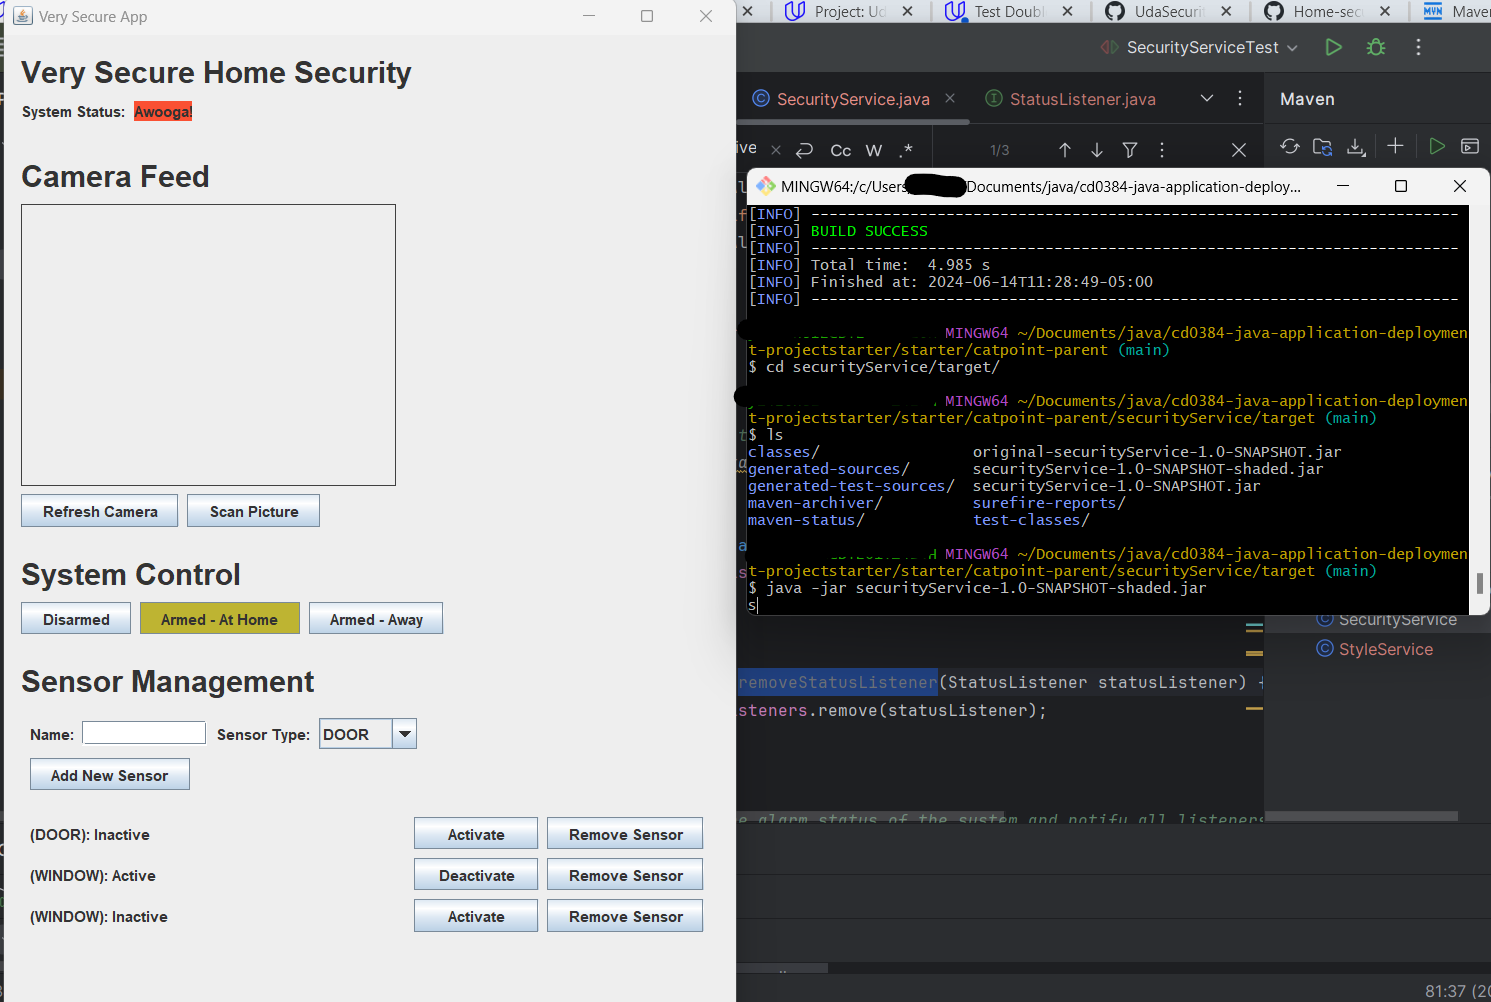 Very Secure App
Very Secure Home Security
System Status: Awooga!
Camera Feed
Refresh Camera
Scan Picture
System Control
Disarmed
Armed - At Home
Armed - Away
Sensor Management
Name:
Sensor Type: DOOR
Add New Sensor
(DOOR): Inactive Activate Remove Sensor
(WINDOW): Active Deactivate Remove Sensor
(WINDOW): Inactive Activate Remove Sensor
Project: Ud
Test Doubl
UdaSecuri
Home-sec
MVN Maver
SecurityServiceTest
SecurityService.java
StatusListener.java
Maven
Cc W .*
1/3
MINGW64:/c/Users
Documents/java/cd0384-java-application-deploy...
[INFO] ------------------------------------------------------------------------
[INFO] BUILD SUCCESS
[INFO] ------------------------------------------------------------------------
[INFO] Total time:  4.985 s
[INFO] Finished at: 2024-06-14T11:28:49-05:00
[INFO] ------------------------------------------------------------------------
MINGW64 ~/Documents/java/cd0384-java-application-deploymen
t-projectstarter/starter/catpoint-parent (main)
$ cd securityService/target/
MINGW64 ~/Documents/java/cd0384-java-application-deploymen
t-projectstarter/starter/catpoint-parent/securityService/target (main)
$ ls
classes/ original-securityService-1.0-SNAPSHOT.jar
generated-sources/ securityService-1.0-SNAPSHOT-shaded.jar
generated-test-sources/ securityService-1.0-SNAPSHOT.jar
maven-archiver/ surefire-reports/
maven-status/ test-classes/
MINGW64 ~/Documents/java/cd0384-java-application-deploymen
t-projectstarter/starter/catpoint-parent/securityService/target (main)
$ java -jar securityService-1.0-SNAPSHOT-shaded.jar
s
SecurityService
StyleService
removeStatusListener(StatusListener statusListener) {
steners.remove(statusListener);
alarm status of the system and notify all listeners
81:37